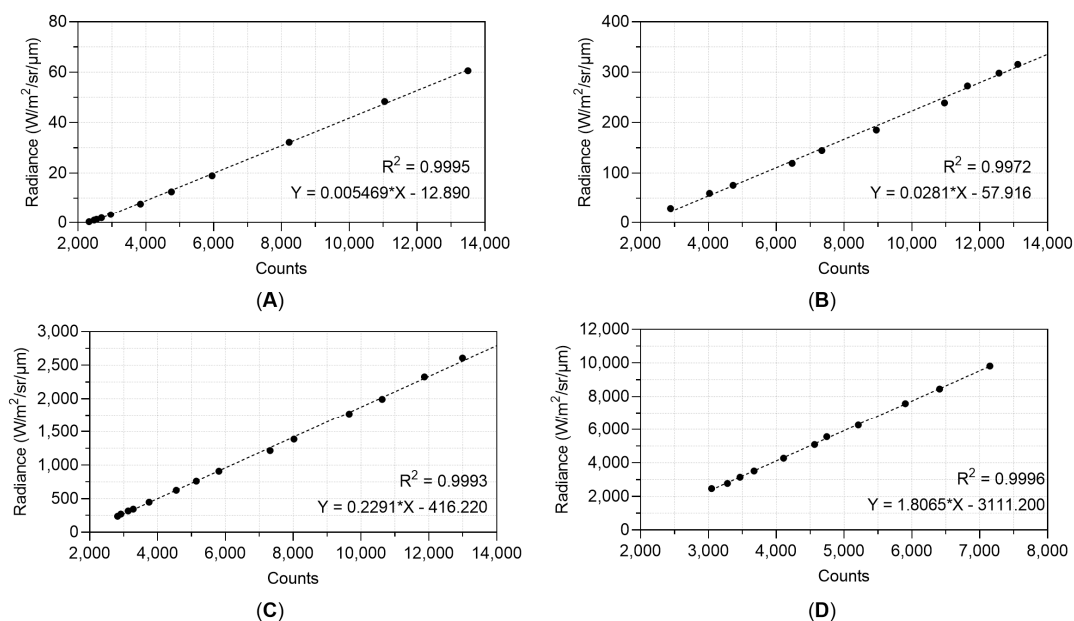 80
60
40
20
0
Radiance (W/m²/sr/µm)
R² = 0.9995
Y = 0.005469*X - 12.890
2,000 4,000 6,000 8,000 10,000 12,000 14,000
Counts
(A)
400
300
200
100
0
Radiance (W/m²/sr/µm)
R² = 0.9972
Y = 0.0281*X - 57.916
2,000 4,000 6,000 8,000 10,000 12,000 14,000
Counts
(B)
3,000
2,500
2,000
1,500
1,000
500
0
Radiance (W/m²/sr/µm)
R² = 0.9993
Y = 0.2291*X - 416.220
2,000 4,000 6,000 8,000 10,000 12,000 14,000
Counts
(C)
12,000
10,000
8,000
6,000
4,000
2,000
0
Radiance (W/m²/sr/µm)
R² = 0.9996
Y = 1.8065*X - 3111.200
2,000 3,000 4,000 5,000 6,000 7,000 8,000
Counts
(D)